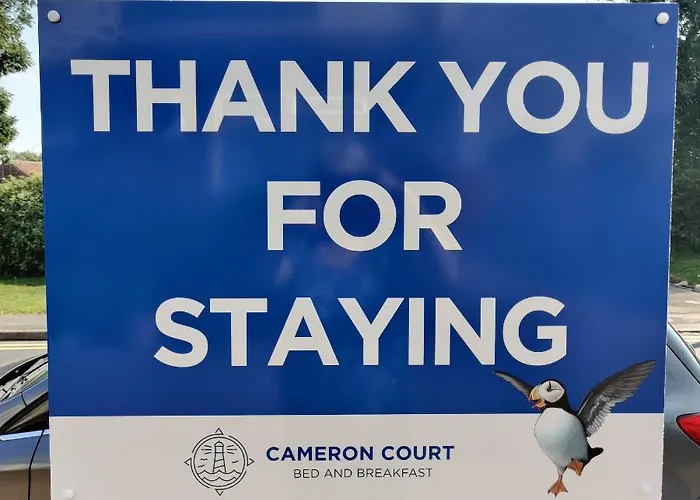 THANK YOU
FOR
STAYING
CAMERON COURT
BED AND BREAKFAST